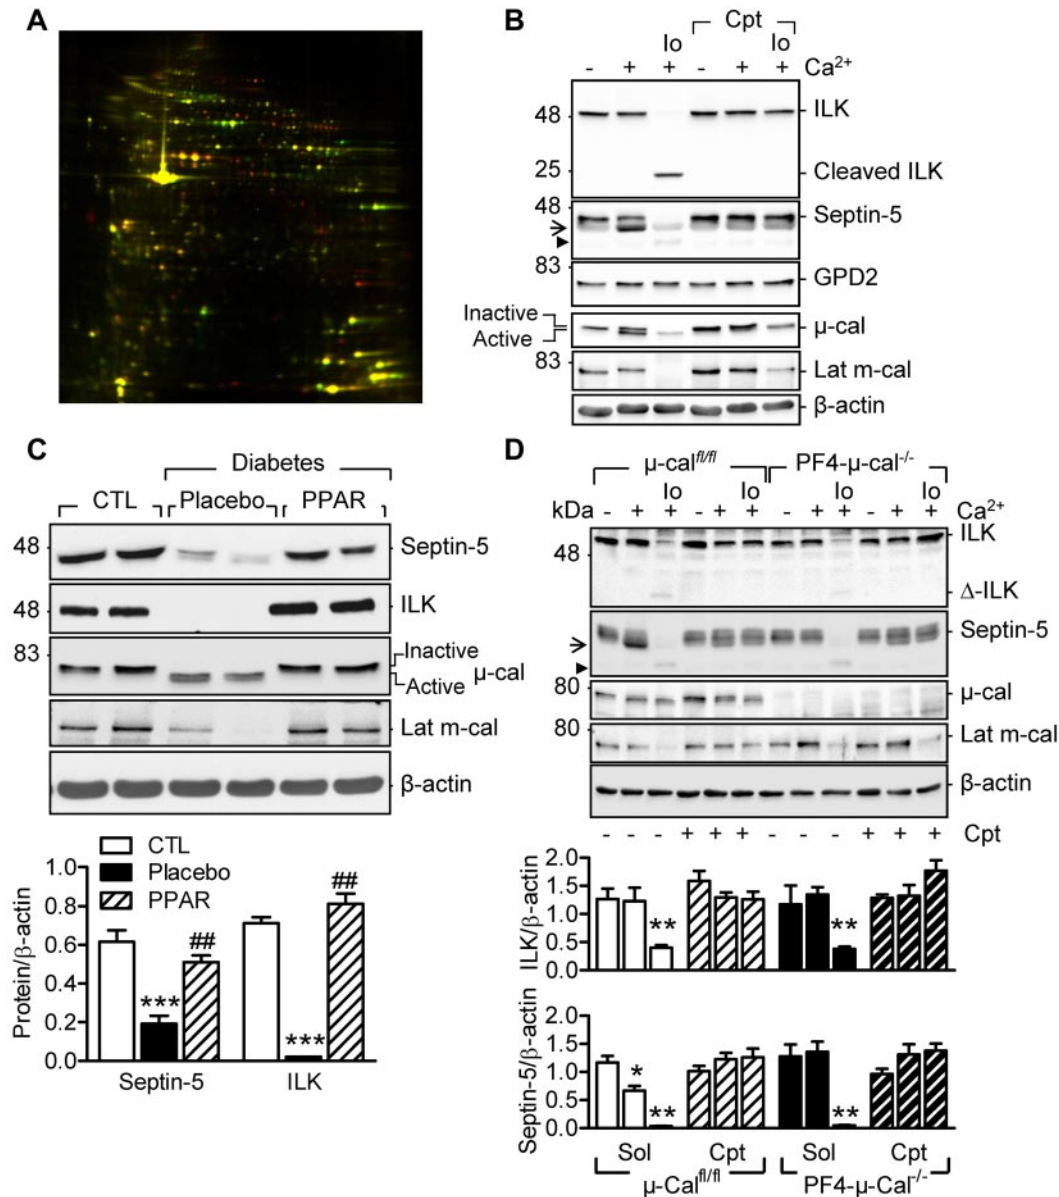 A
B
Cpt
Io Io
- + + - + + Ca²⁺
48
ILK
25
Cleaved ILK
48
Septin-5
83
GPD2
Inactive
Active
μ-cal
83
Lat m-cal
β-actin
C
Diabetes
CTL Placebo PPAR
48
Septin-5
48
ILK
83
Inactive
Active
μ-cal
Lat m-cal
β-actin
CTL
Placebo
PPAR
Protein/β-actin
1.0
0.8
0.6
0.4
0.2
0.0
***
##
***
##
Septin-5 ILK
D
μ-cal^fl/fl PF4-μ-cal⁻/⁻
Io Io Io Io
kDa - + + - + + - + + - + + Ca²⁺
ILK
48
Δ-ILK
Septin-5
80
μ-cal
80
Lat m-cal
β-actin
- - - + + + - - - + + + Cpt
ILK/β-actin
2.0
1.5
1.0
0.5
0.0
**
**
Septin-5/β-actin
2.0
1.5
1.0
0.5
0.0
*
**
**
Sol Cpt Sol Cpt
μ-Cal^fl/fl PF4-μ-Cal⁻/⁻